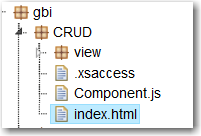 gbi
CRUD
view
.xsaccess
Component.js
index.html